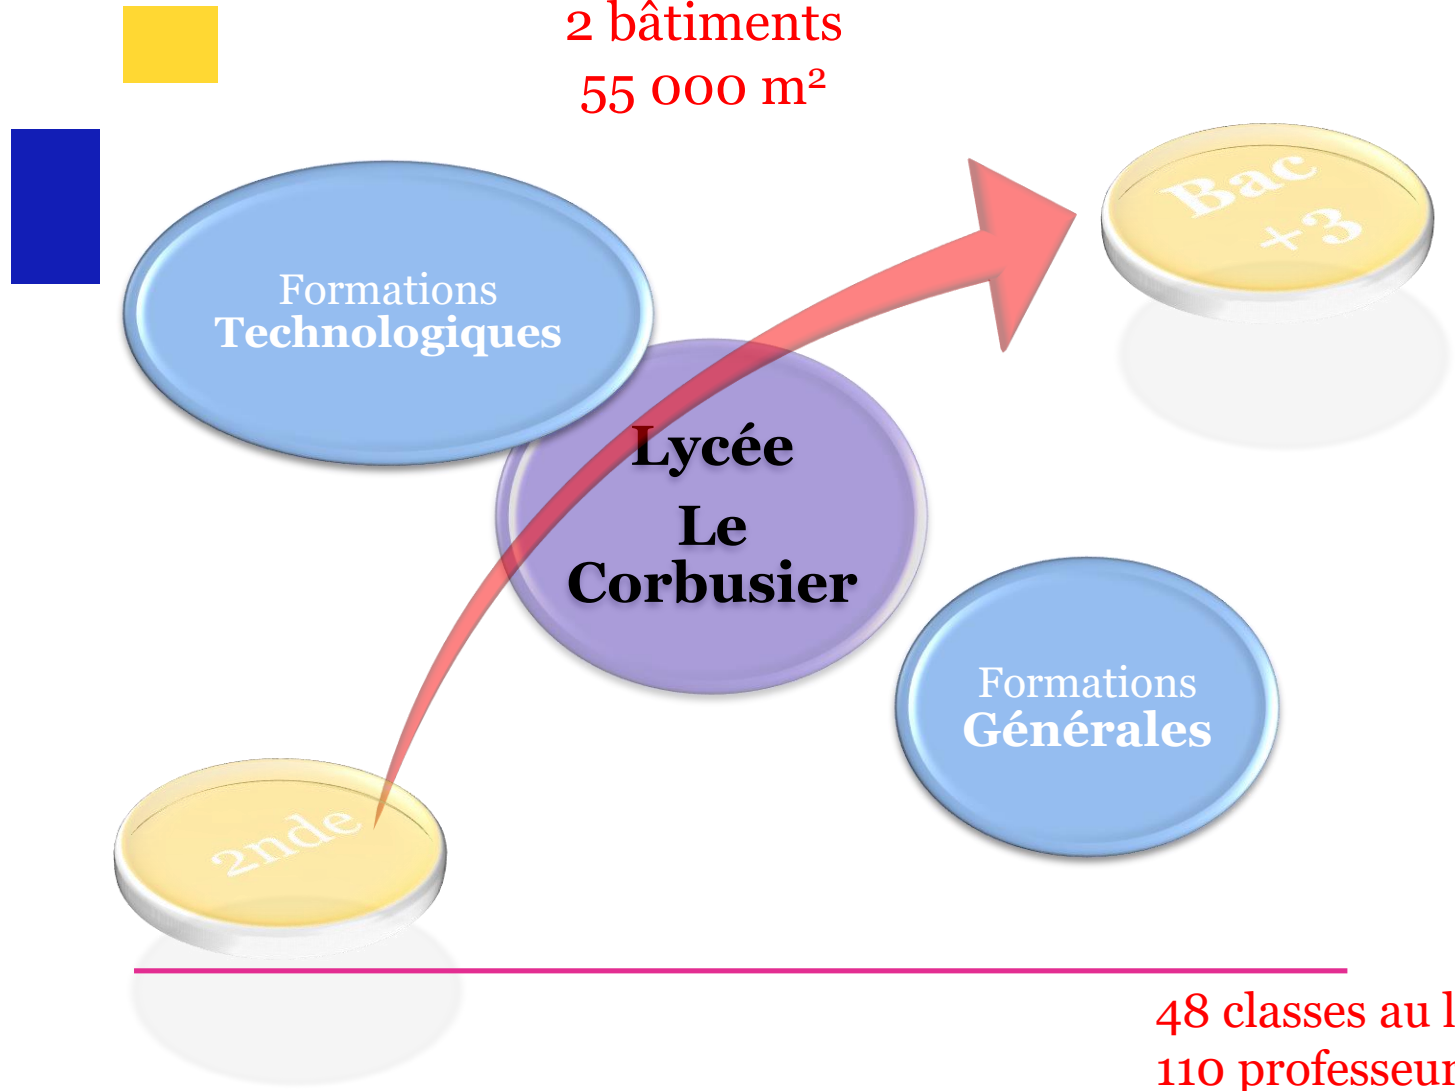 2 bâtiments
55 000 m²
Bac
+3
Formations
Technologiques
Lycée
Le
Corbusier
Formations
Générales
2nde
48 classes au
110